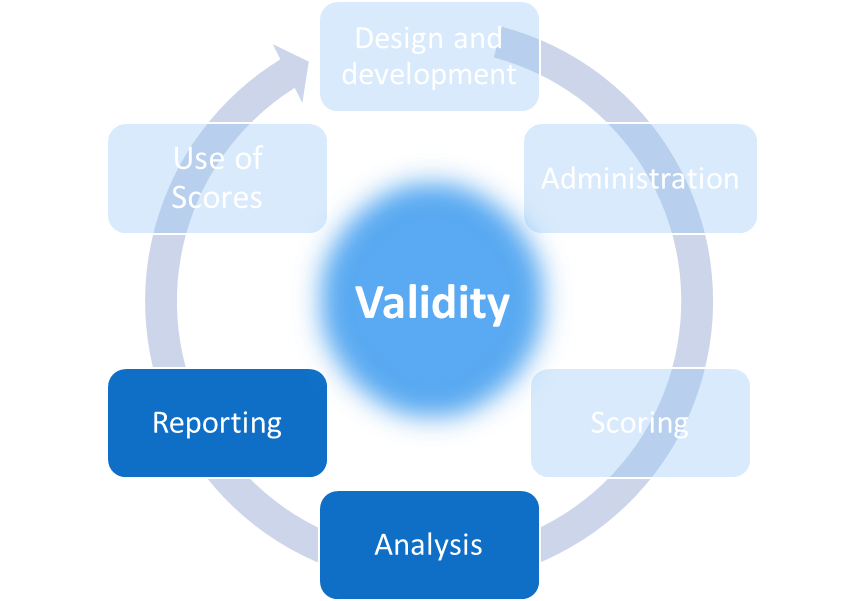 Design and
development
Administration
Scoring
Analysis
Reporting
Use of
Scores
Validity